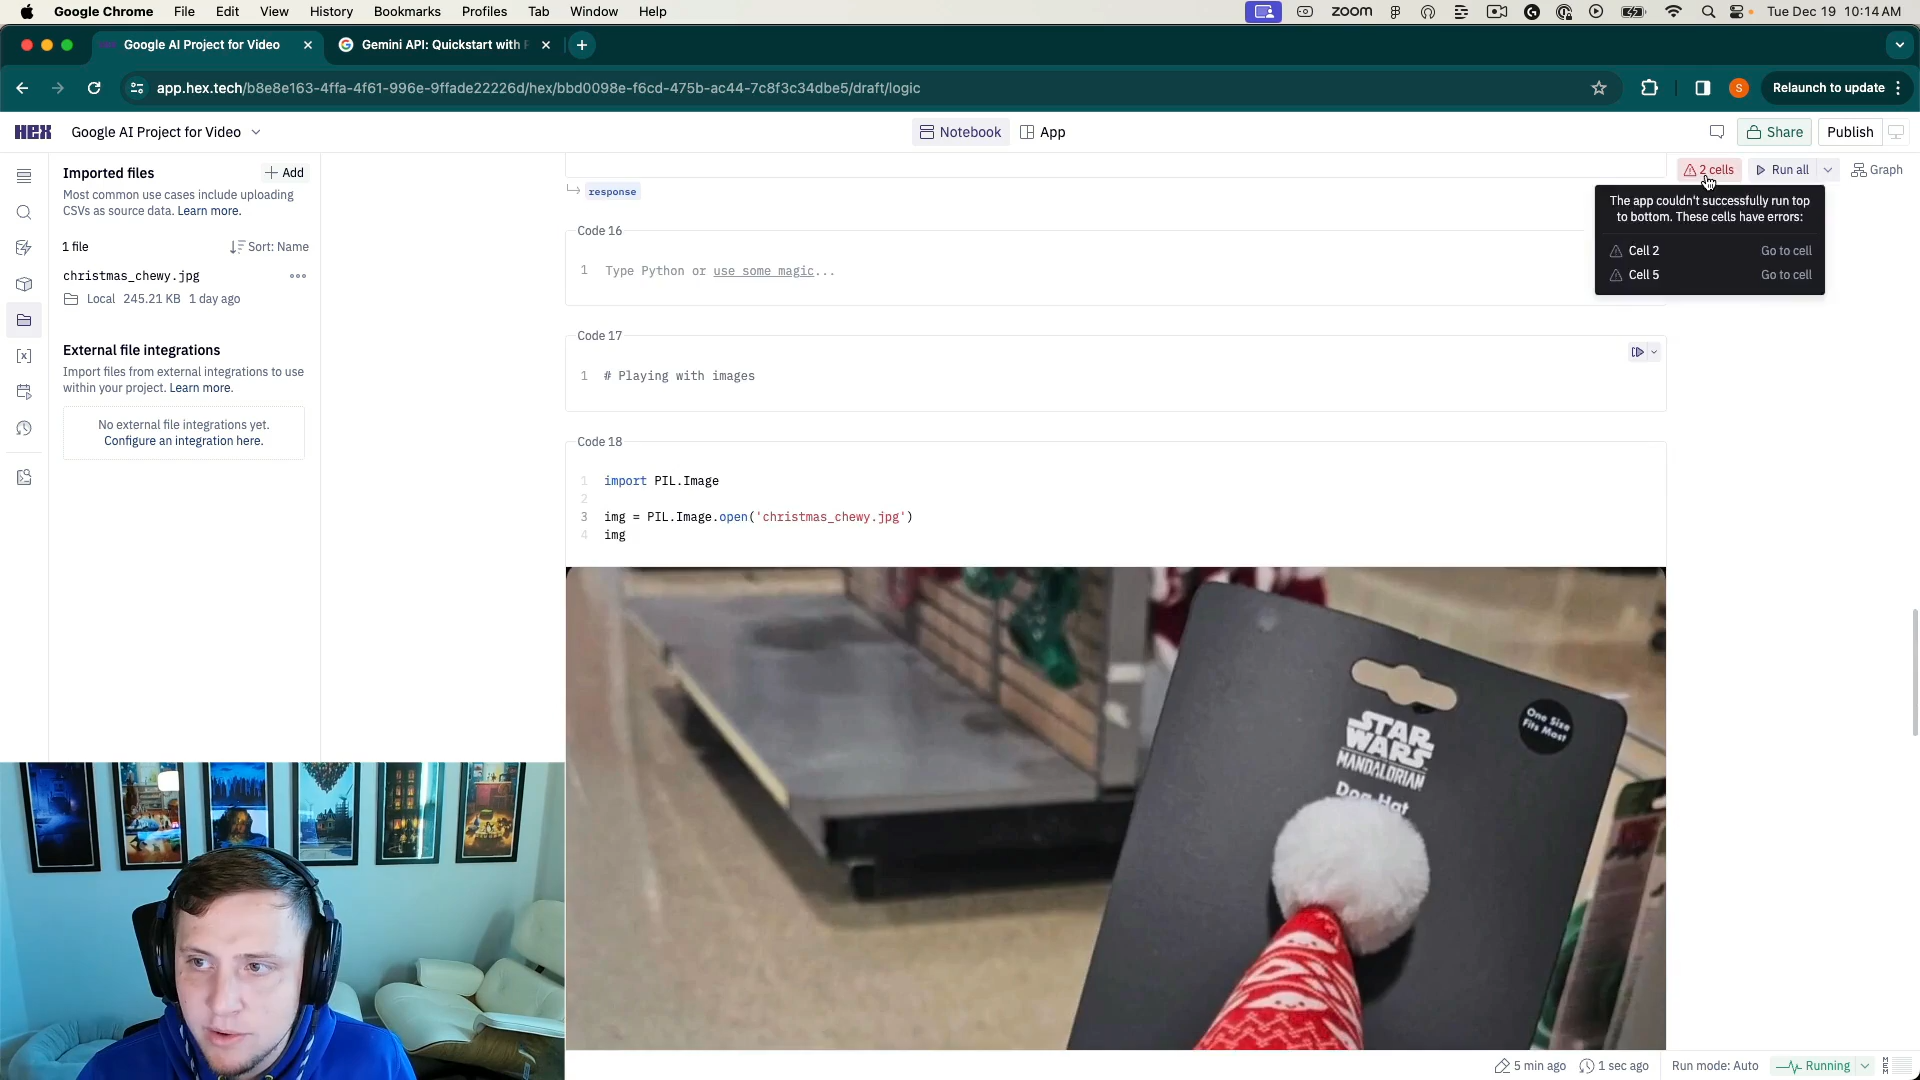 Google Chrome File Edit View History Bookmarks Profiles Tab Window Help zoom Tue Dec 19 10:14 AM
Google AI Project for Video
Gemini API: Quickstart with
app.hex.tech/b8e8e163-4ffa-4f61-996e-9ffade22226d/hex/bbd0098e-f6cd-475b-ac44-7c8f3c34dbe5/draft/logic
S
Relaunch to update
HEX Google AI Project for Video
Notebook App
Share Publish
Imported files
Add
Most common use cases include uploading
CSVs as source data. Learn more.
1 file
Sort: Name
christmas_chewy.jpg
Local 245.21 KB 1 day ago
External file integrations
Import files from external integrations to use
within your project. Learn more.
No external file integrations yet.
Configure an integration here.
2 cells Run all Graph
The app couldn't successfully run top
to bottom. These cells have errors:
Cell 2 Go to cell
Cell 5 Go to cell
response
Code 16
1 Type Python or use some magic...
Code 17
1 # Playing with images
Code 18
1 import PIL.Image
2
3 img = PIL.Image.open('christmas_chewy.jpg')
4 img
One Size
Fits Most
STAR
WARS
MANDALORIAN
Dog Hat
5 min ago 1 sec ago Run mode: Auto Running
MEM